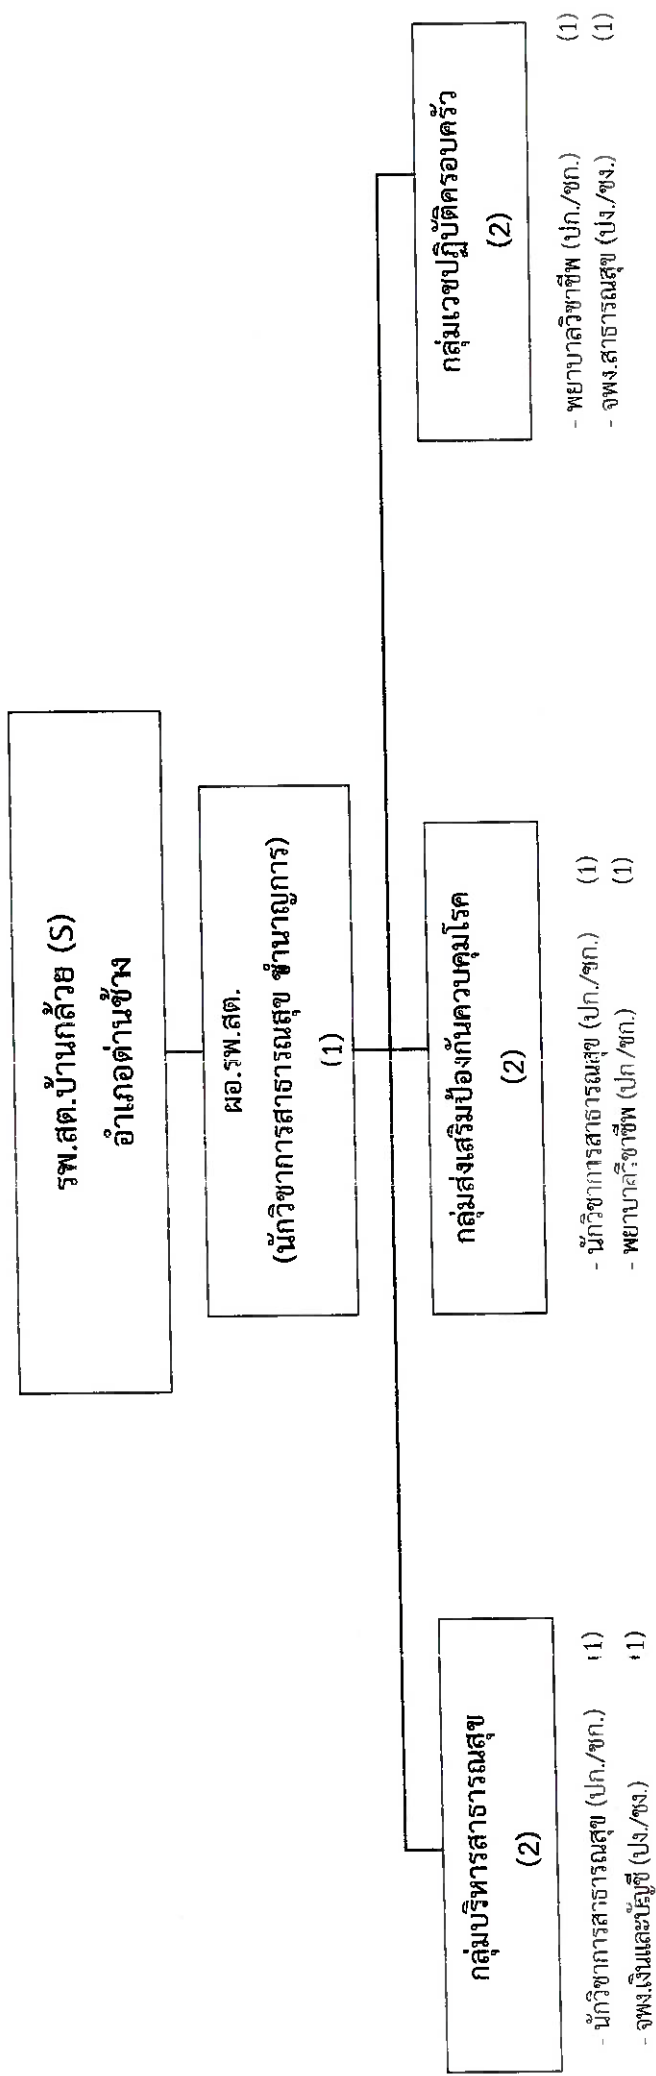 รพ.สต.บ้านกล้วย (S)
อำเภอด่านช้าง
ผอ.รพ.สต.
(นักวิชาการสาธารณสุข ชำนาญการ)
(1)
กลุ่มบริหารสาธารณสุข
(2)
- นักวิชาการสาธารณสุข (ปก./ชก.) (1)
- จพง.เงินและบัญชี (ปง./ชง.) (1)
กลุ่มส่งเสริมป้องกันควบคุมโรค
(2)
- นักวิชาการสาธารณสุข (ปก./ชก.) (1)
- พยาบาลวิชาชีพ (ปก/ชก.) (1)
กลุ่มเวชปฏิบัติครอบครัว
(2)
- พยาบาลวิชาชีพ (ปก./ชก.) (1)
- จพง.สาธารณสุข (ปง./ชง.) (1)